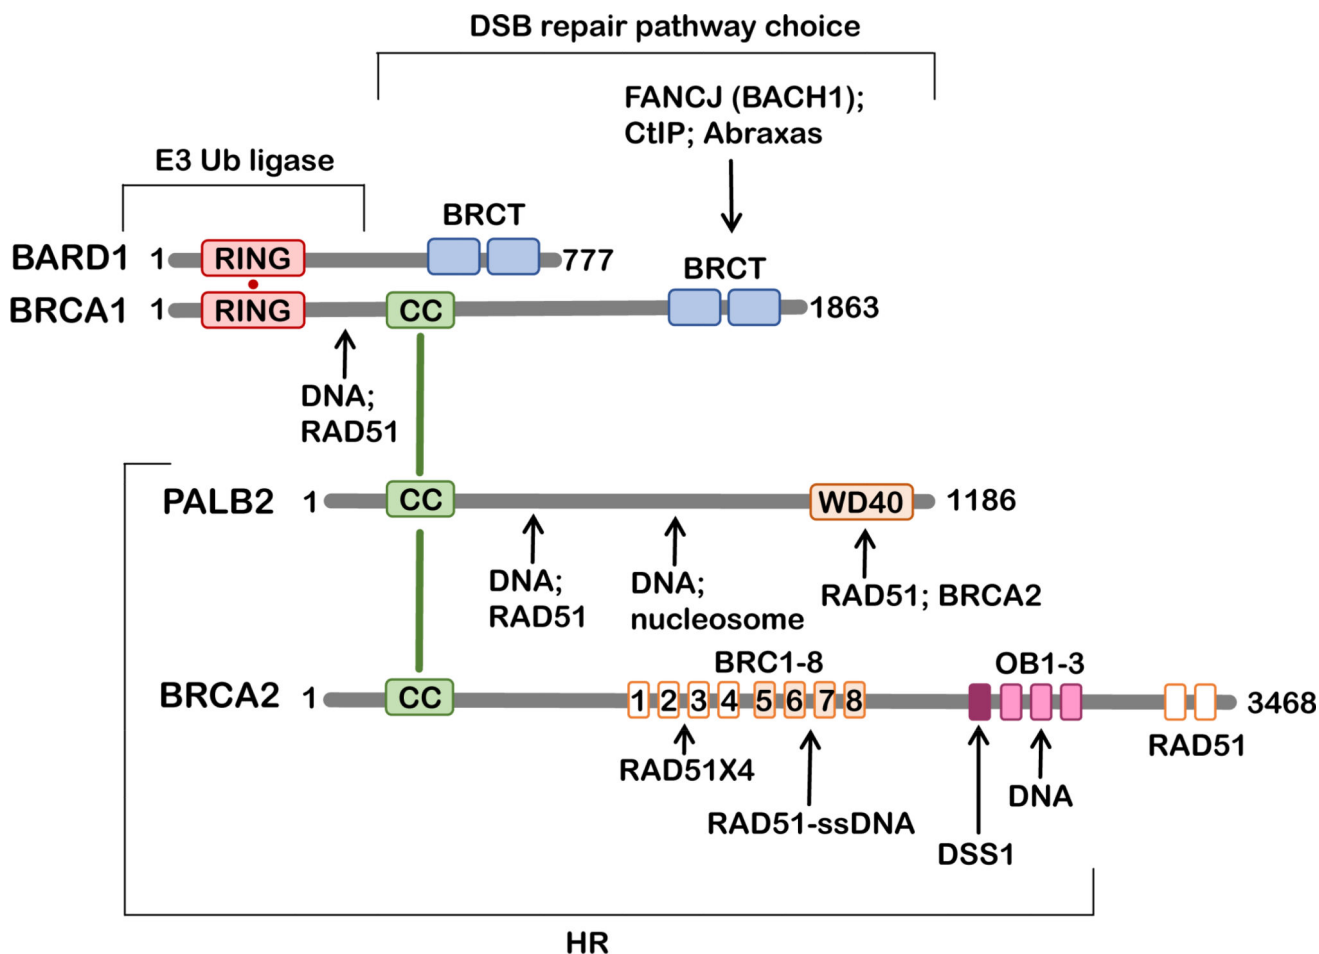 DSB repair pathway choice
FANCJ (BACH1);
CtIP; Abraxas
E3 Ub ligase
BRCT
BARD1 1 RING 777
BRCT
BRCA1 1 RING CC 1863
DNA;
RAD51
PALB2 1 CC WD40 1186
DNA;
RAD51
DNA;
nucleosome
RAD51; BRCA2
BRC1-8
OB1-3
BRCA2 1 CC 1 2 3 4 5 6 7 8 3468
RAD51
RAD51X4
RAD51-ssDNA
DNA
DSS1
HR